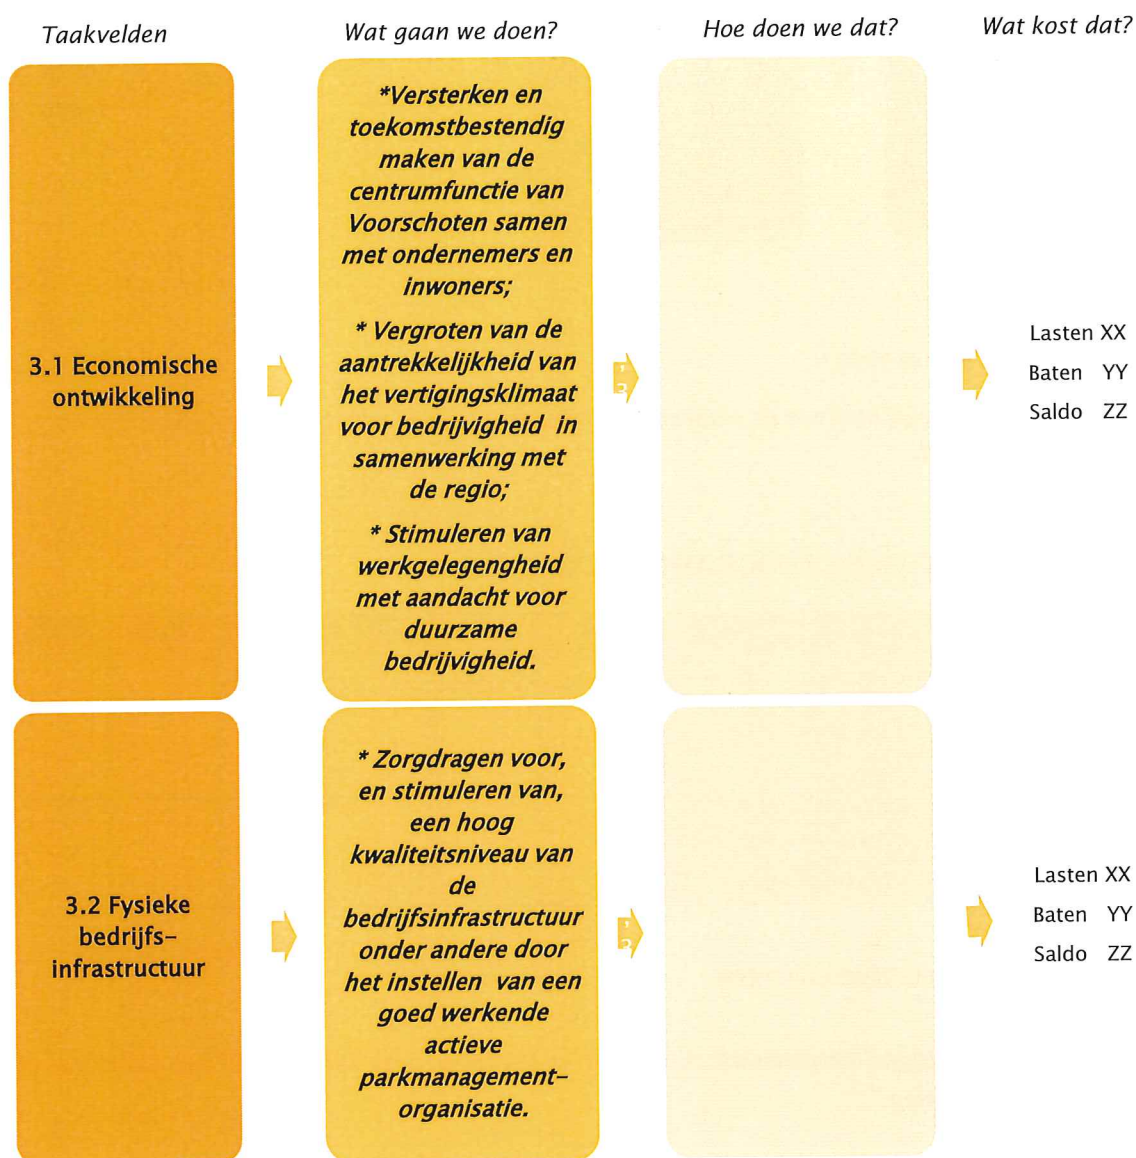 Taakvelden
Wat gaan we doen?
Hoe doen we dat?
Wat kost dat?
3.1 Economische
ontwikkeling
*Versterken en
toekomstbestendig
maken van de
centrumfunctie van
Voorschoten samen
met ondernemers en
inwoners;
* Vergroten van de
aantrekkelijkheid van
het vertigingsklimaat
voor bedrijvigheid in
samenwerking met
de regio;
* Stimuleren van
werkgelegengheid
met aandacht voor
duurzame
bedrijvigheid.
Lasten XX
Baten YY
Saldo ZZ
3.2 Fysieke
bedrijfs-
infrastructuur
* Zorgdragen voor,
en stimuleren van,
een hoog
kwaliteitsniveau van
de
bedrijfsinfrastructuur
onder andere door
het instellen van een
goed werkende
actieve
parkmanagement-
organisatie.
Lasten XX
Baten YY
Saldo ZZ